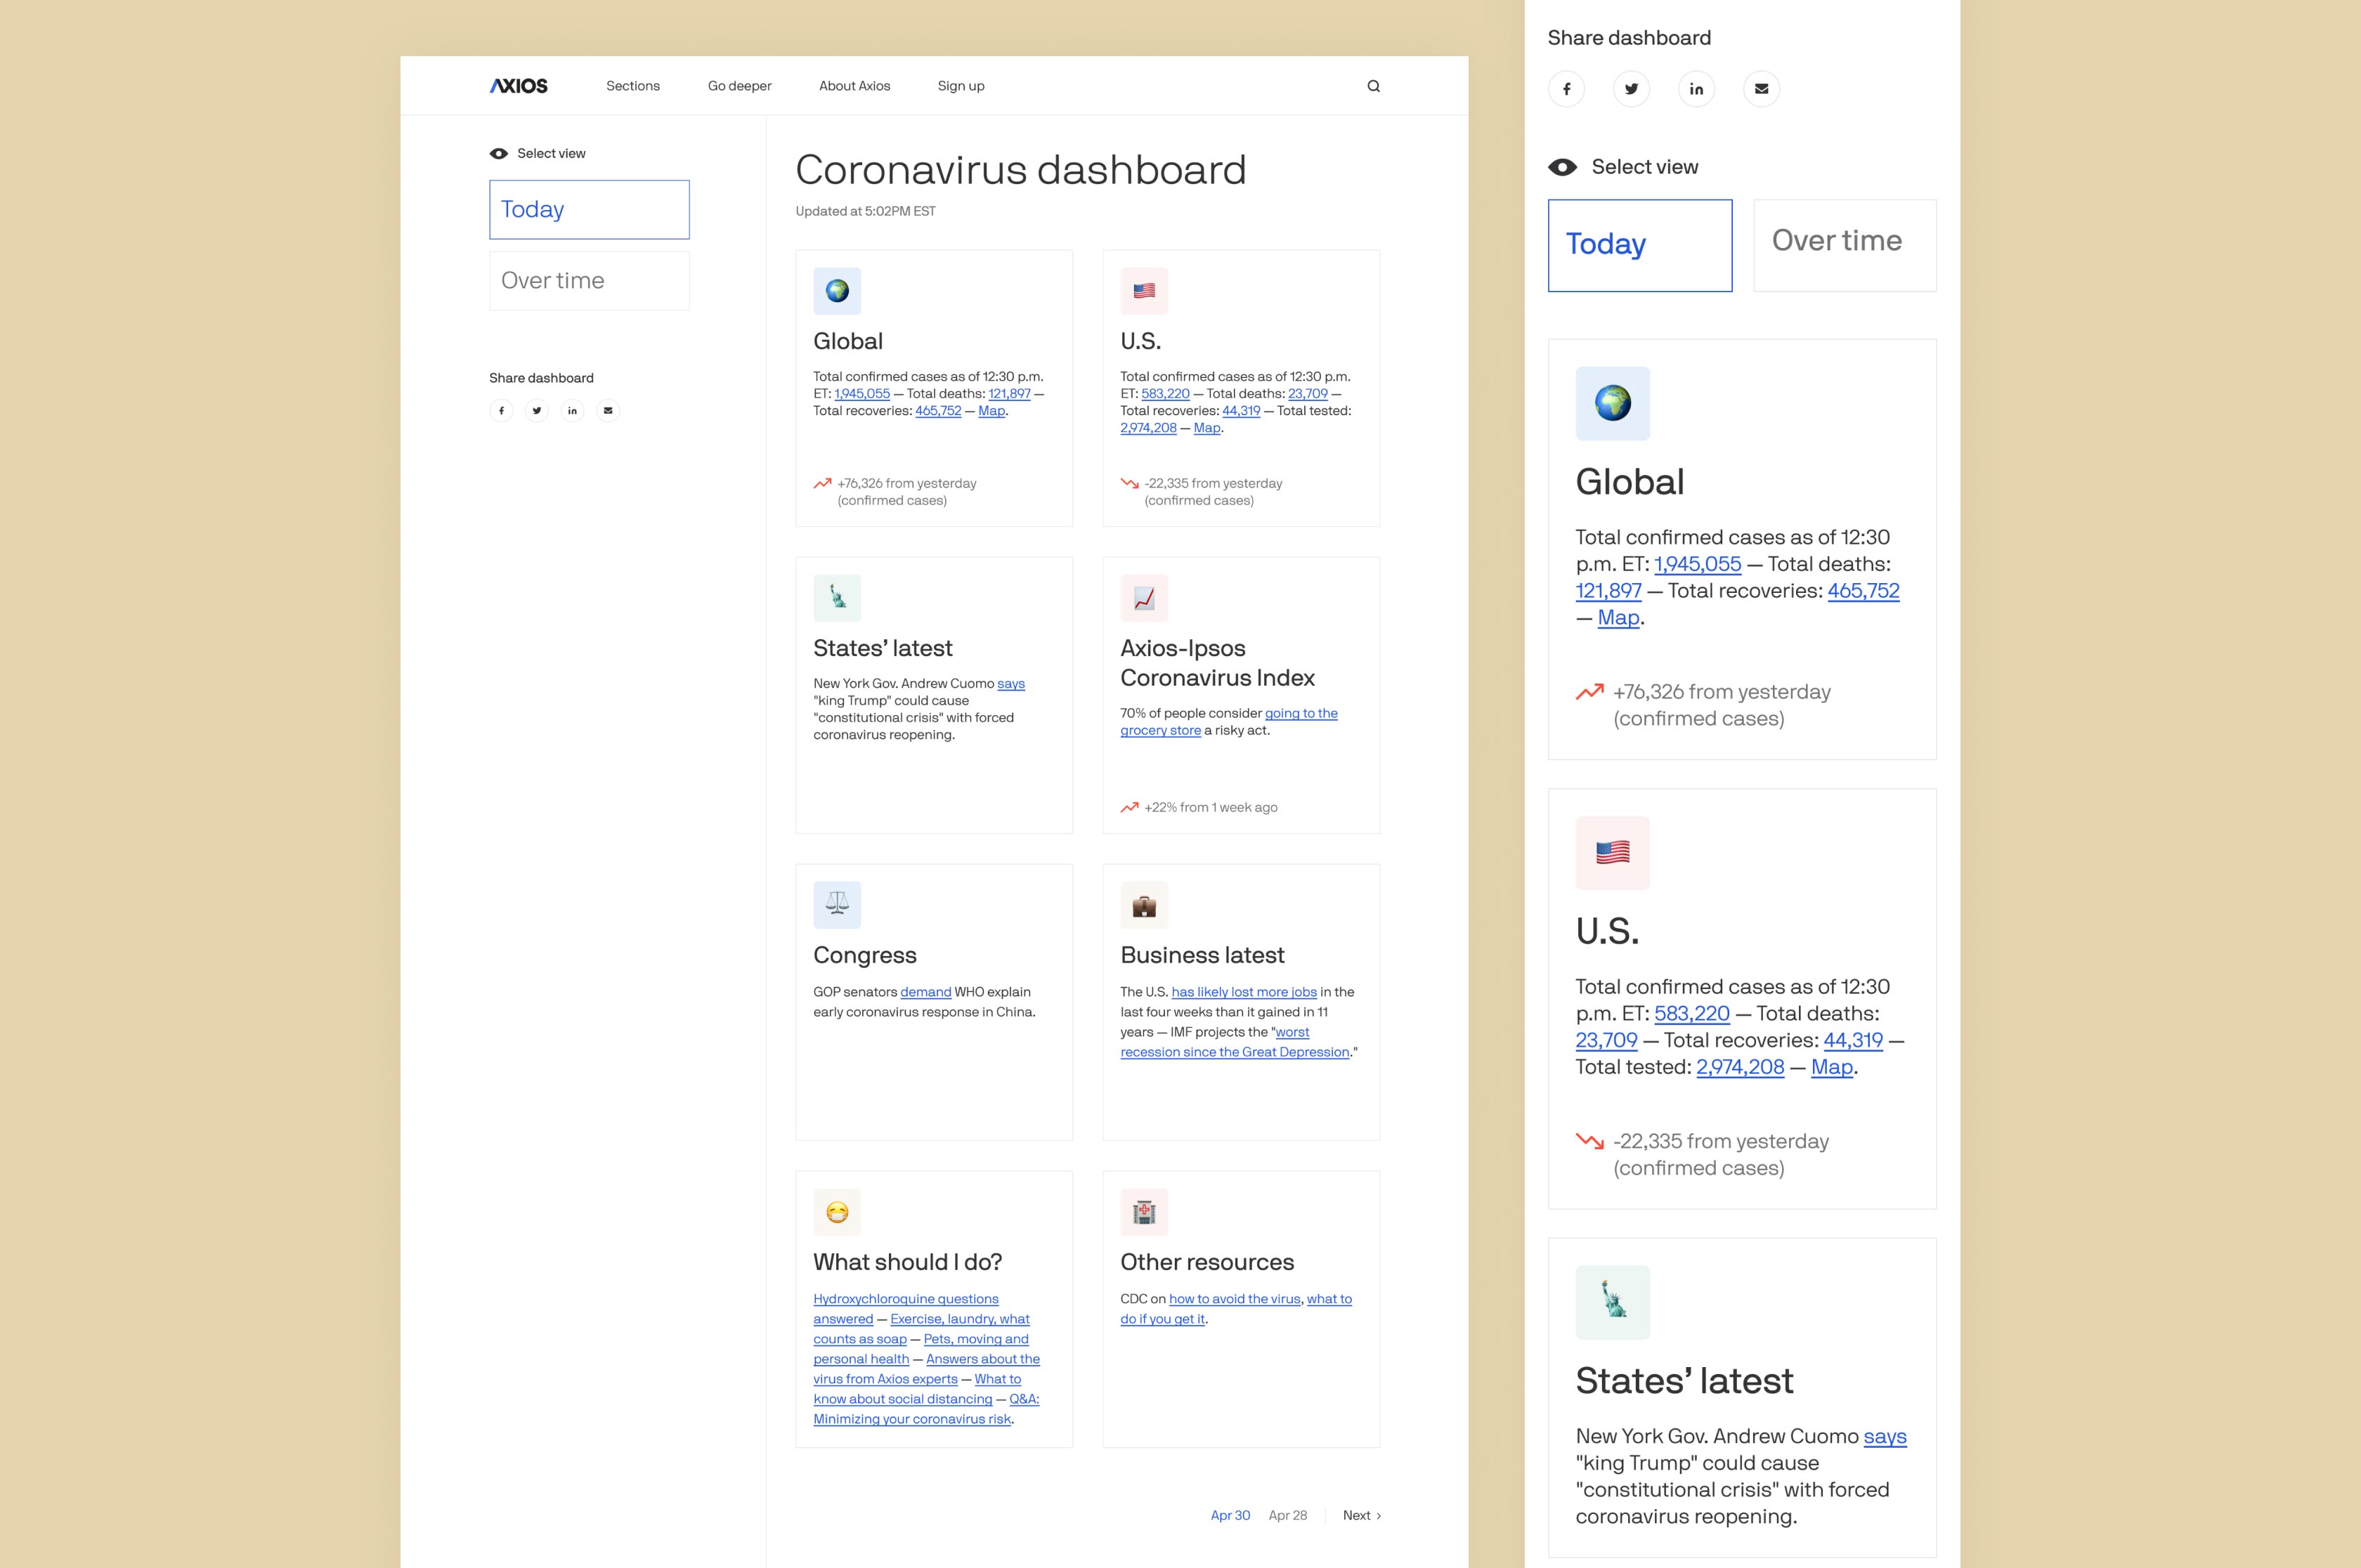 AXIOS
Sections
Go deeper
About Axios
Sign up
Select view
Today
Over time
Share dashboard
Coronavirus dashboard
Updated at 5:02PM EST
Global
Total confirmed cases as of 12:30 p.m.
ET: 1,945,055 — Total deaths: 121,897 —
Total recoveries: 465,752 — Map.
+76,326 from yesterday
(confirmed cases)
U.S.
Total confirmed cases as of 12:30 p.m.
ET: 583,220 — Total deaths: 23,709 —
Total recoveries: 44,319 — Total tested:
2,974,208 — Map.
-22,335 from yesterday
(confirmed cases)
States’ latest
New York Gov. Andrew Cuomo says
"king Trump" could cause
"constitutional crisis" with forced
coronavirus reopening.
Axios-Ipsos
Coronavirus Index
70% of people consider going to the
grocery store a risky act.
+22% from 1 week ago
Congress
GOP senators demand WHO explain
early coronavirus response in China.
Business latest
The U.S. has likely lost more jobs in the
last four weeks than it gained in 11
years — IMF projects the "worst
recession since the Great Depression."
What should I do?
Hydroxychloroquine questions
answered — Exercise, laundry, what
counts as soap — Pets, moving and
personal health — Answers about the
virus from Axios experts — What to
know about social distancing — Q&A:
Minimizing your coronavirus risk.
Other resources
CDC on how to avoid the virus, what to
do if you get it.
Apr 30
Apr 28
Next ›
Share dashboard
Select view
Today
Over time
Global
Total confirmed cases as of 12:30
p.m. ET: 1,945,055 — Total deaths:
121,897 — Total recoveries: 465,752
— Map.
+76,326 from yesterday
(confirmed cases)
U.S.
Total confirmed cases as of 12:30
p.m. ET: 583,220 — Total deaths:
23,709 — Total recoveries: 44,319 —
Total tested: 2,974,208 — Map.
-22,335 from yesterday
(confirmed cases)
States’ latest
New York Gov. Andrew Cuomo says
"king Trump" could cause
"constitutional crisis" with forced
coronavirus reopening.